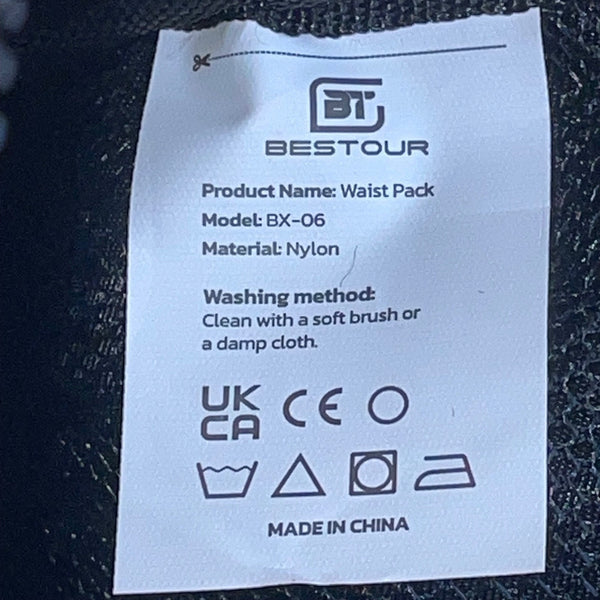 BT
BESTOUR
Product Name: Waist Pack
Model: BX-06
Material: Nylon
Washing method:
Clean with a soft brush or
a damp cloth.
UK
CA CE
MADE IN CHINA